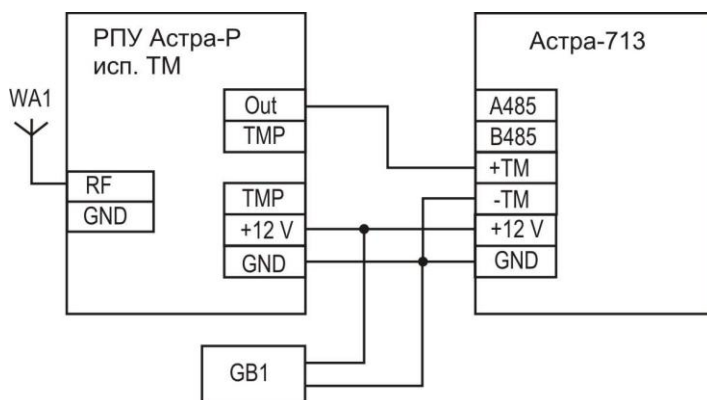 РПУ Астра-Р
исп. ТМ
Астра-713
WA1
Out
TMP
RF
GND
TMP
+12 V
GND
A485
B485
+TM
-TM
+12 V
GND
GB1